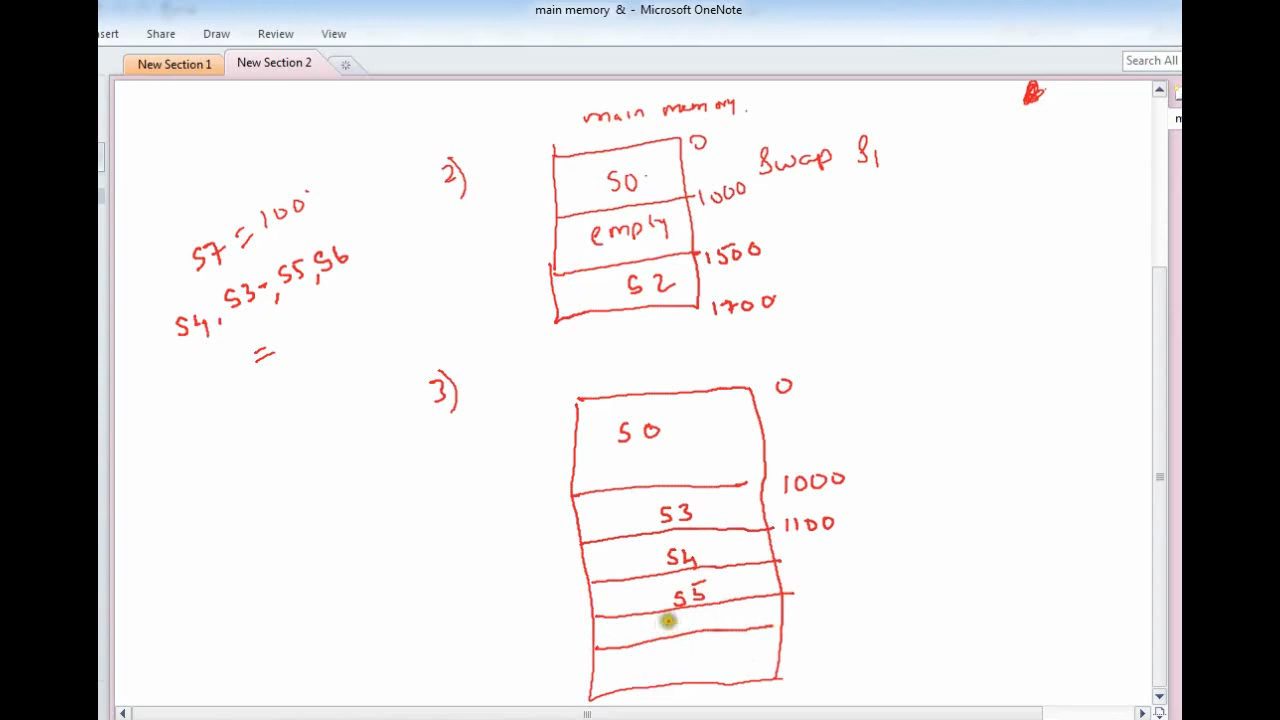 main memory & - Microsoft OneNote
sert Share Draw Review View
New Section 1 New Section 2
Search All
main memory.
2)
0
S0
Swap S1
1000
empty
1500
S2
1700
S7 = 100
S4, S3, S5, S6
=
3)
0
S0
1000
S3
1100
S4
S5